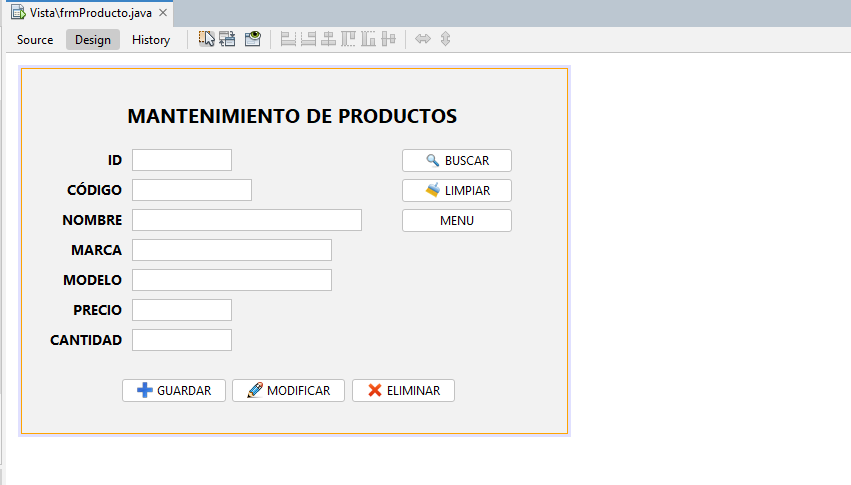 Vista\frmProducto.java
Source Design History
MANTENIMIENTO DE PRODUCTOS
ID
BUSCAR
CÓDIGO
LIMPIAR
NOMBRE
MENU
MARCA
MODELO
PRECIO
CANTIDAD
GUARDAR MODIFICAR ELIMINAR